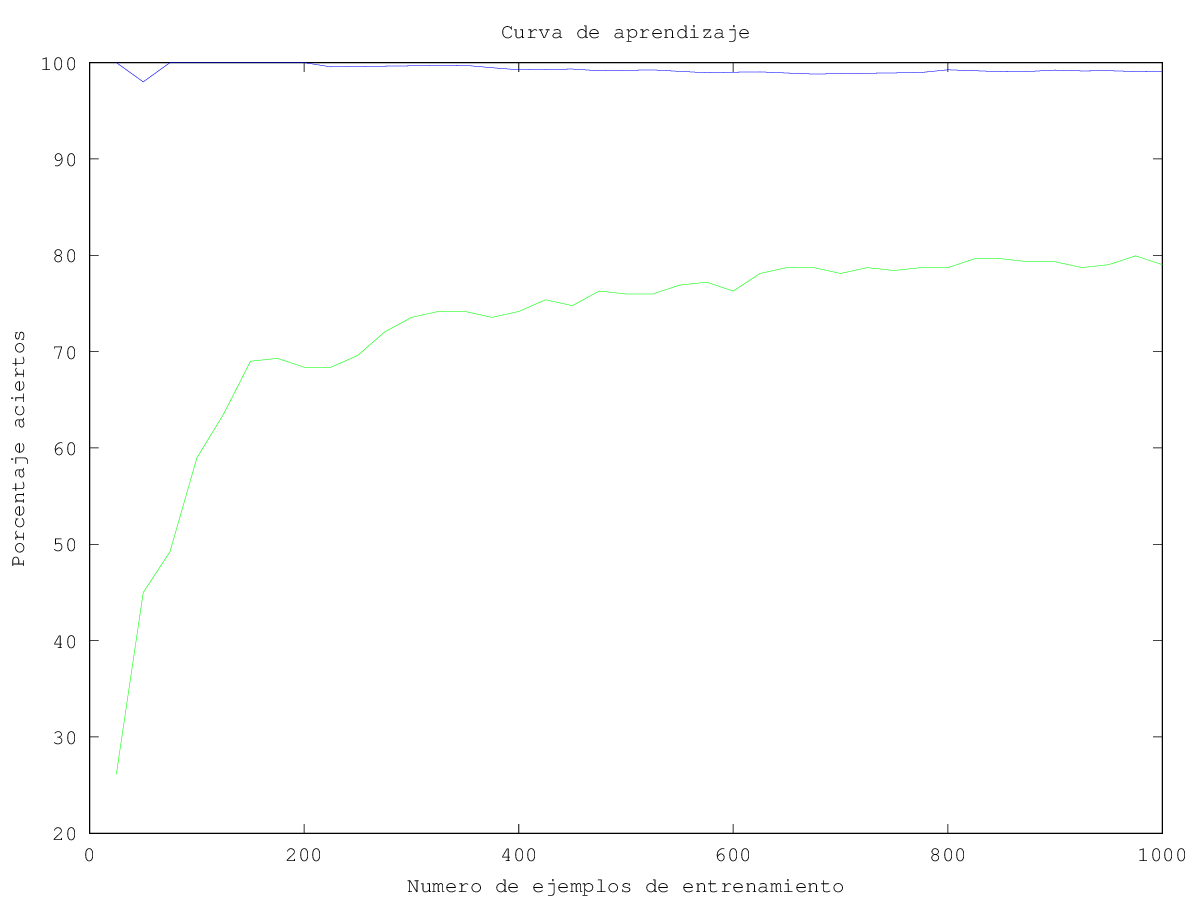 Curva de aprendizaje
100
90
80
70
60
50
40
30
20
Porcentaje aciertos
0 200 400 600 800 1000
Numero de ejemplos de entrenamiento